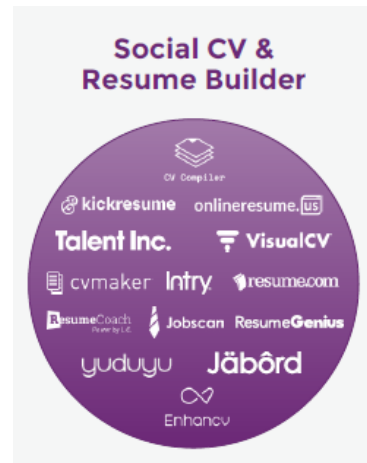 Social CV &
Resume Builder
CV Compiler
kickresume onlineresume.us
Talent Inc. VisualCV
cvmaker Intry. resume.com
ResumeCoach Jobscan ResumeGenius
yuduyu Jäbôrd
Enhancv